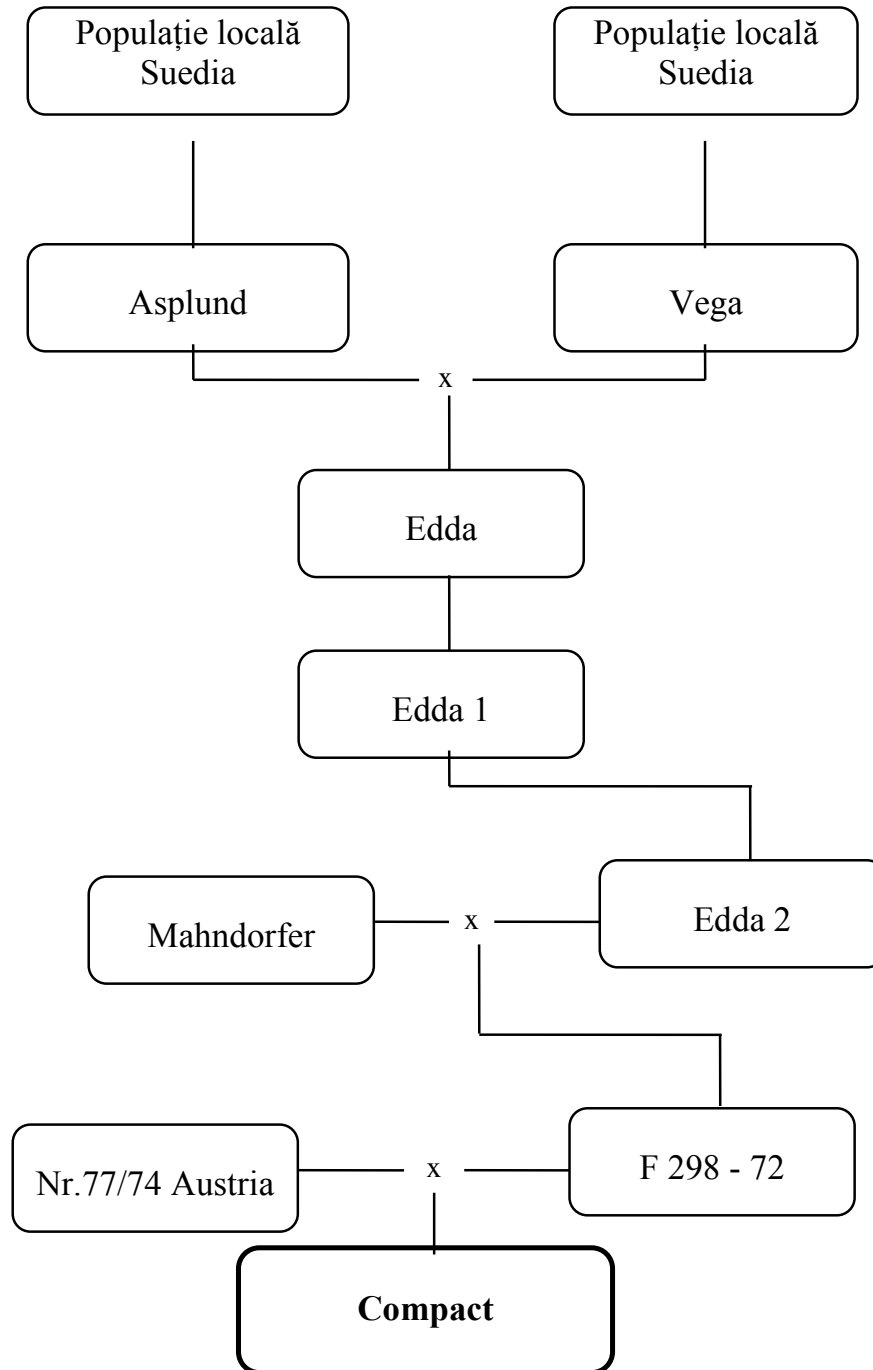 Populație locală
Suedia
Populație locală
Suedia
Asplund
Vega
x
Edda
Edda 1
Mahndorfer
x
Edda 2
Nr.77/74 Austria
x
F 298 - 72
Compact